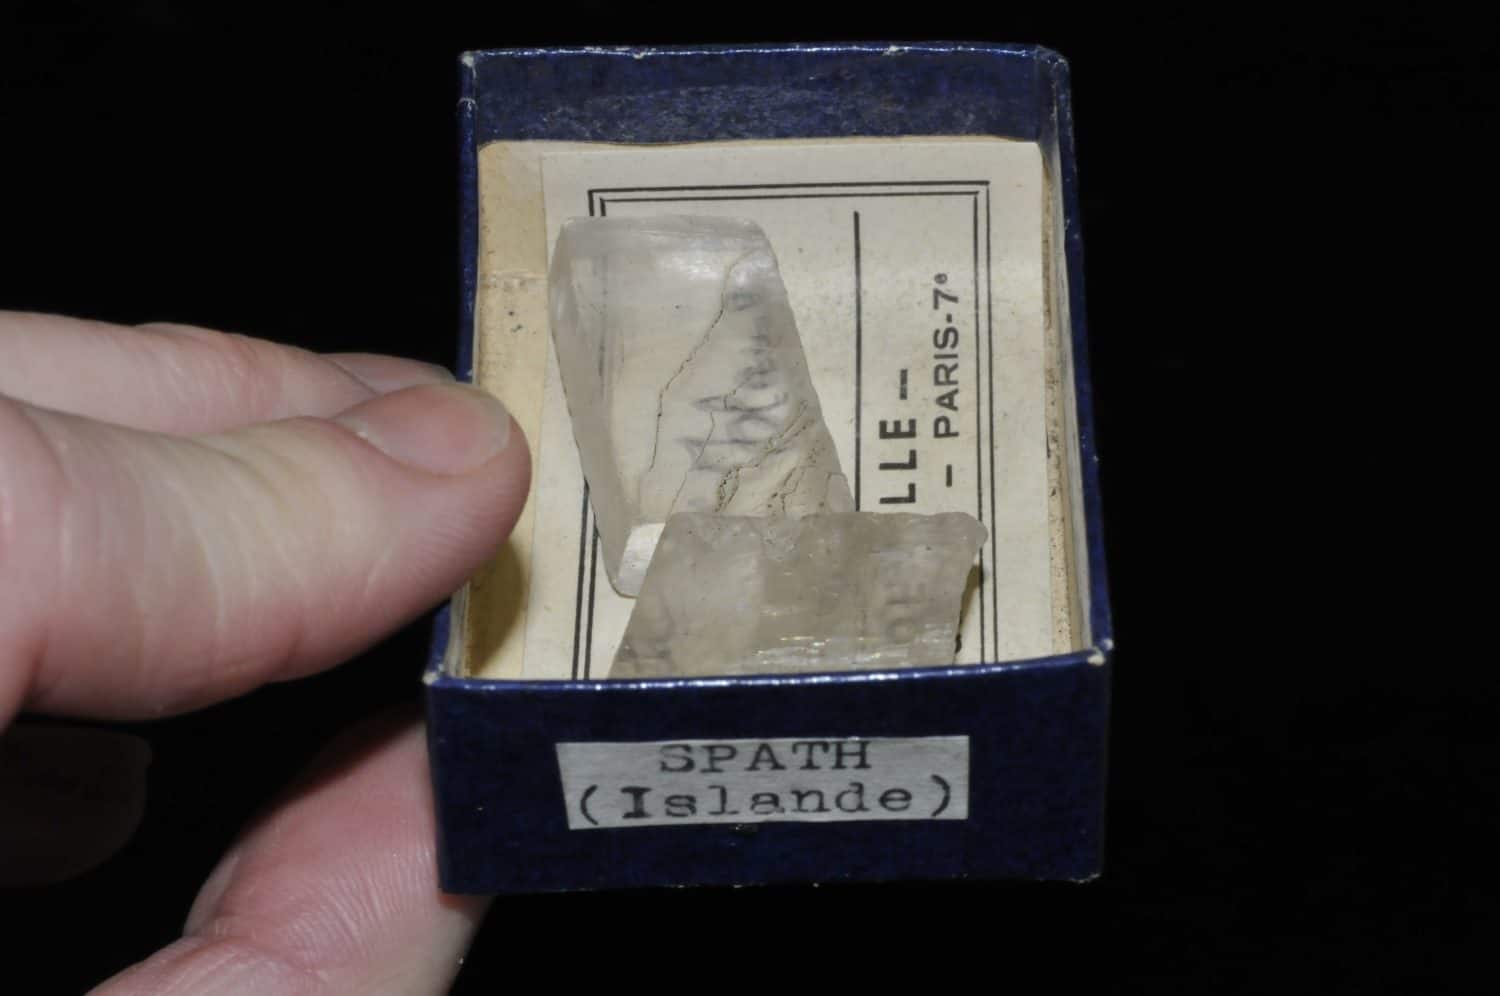 LLE —
— PARIS-7e
SPATH
(Islande)